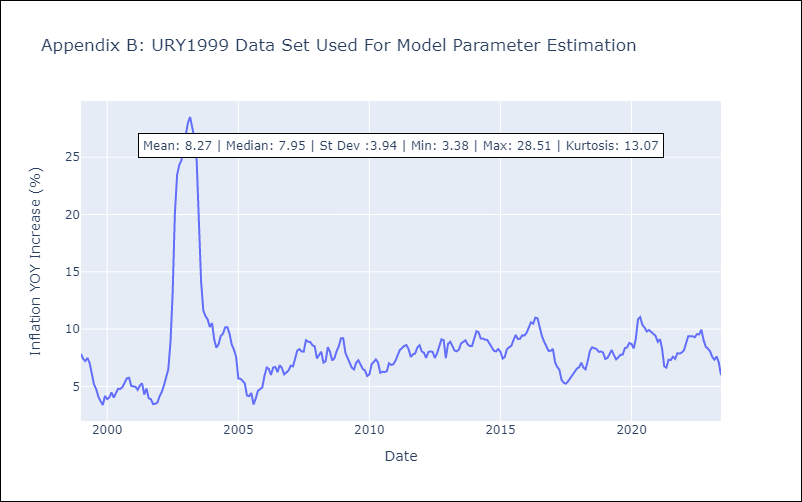 Appendix B: URY1999 Data Set Used For Model Parameter Estimation
Mean: 8.27 | Median: 7.95 | St Dev :3.94 | Min: 3.38 | Max: 28.51 | Kurtosis: 13.07
Inflation YOY Increase (%)
25
20
15
10
5
2000
2005
2010
2015
2020
Date